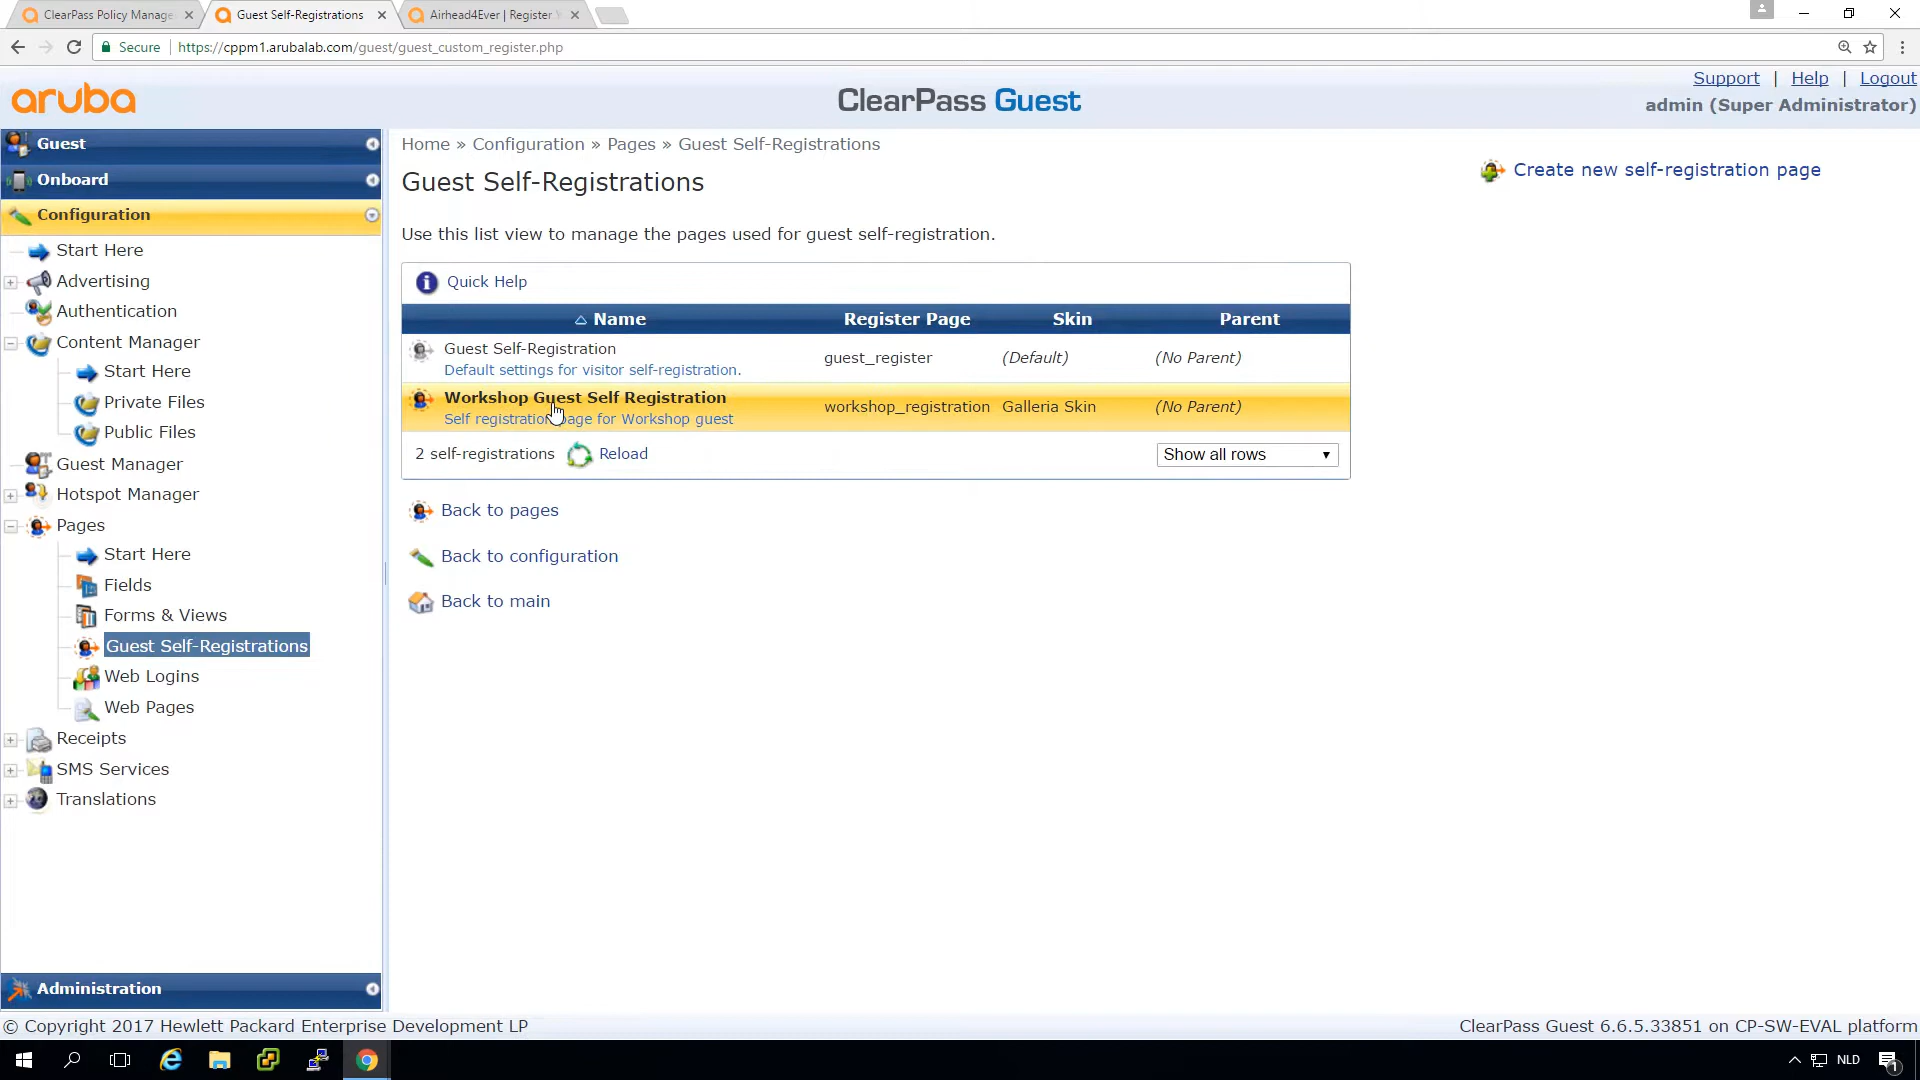 ClearPass Policy Manage
Guest Self-Registrations
Airhead4Ever | Register
Secure | https://cppm1.arubalab.com/guest/guest_custom_register.php
Support | Help | Logout
aruba
ClearPass Guest
admin (Super Administrator)
Guest
Onboard
Configuration
Start Here
Advertising
Authentication
Content Manager
Start Here
Private Files
Public Files
Guest Manager
Hotspot Manager
Pages
Start Here
Fields
Forms & Views
Guest Self-Registrations
Web Logins
Web Pages
Receipts
SMS Services
Translations
Administration
Home » Configuration » Pages » Guest Self-Registrations
Guest Self-Registrations
Create new self-registration page
Use this list view to manage the pages used for guest self-registration.
Quick Help
Name Register Page Skin Parent
Guest Self-Registration
Default settings for visitor self-registration.
guest_register (Default) (No Parent)
Workshop Guest Self Registration
Self registration page for Workshop guest
workshop_registration Galleria Skin (No Parent)
2 self-registrations Reload Show all rows
Back to pages
Back to configuration
Back to main
© Copyright 2017 Hewlett Packard Enterprise Development LP
ClearPass Guest 6.6.5.33851 on CP-SW-EVAL platform
NLD
1